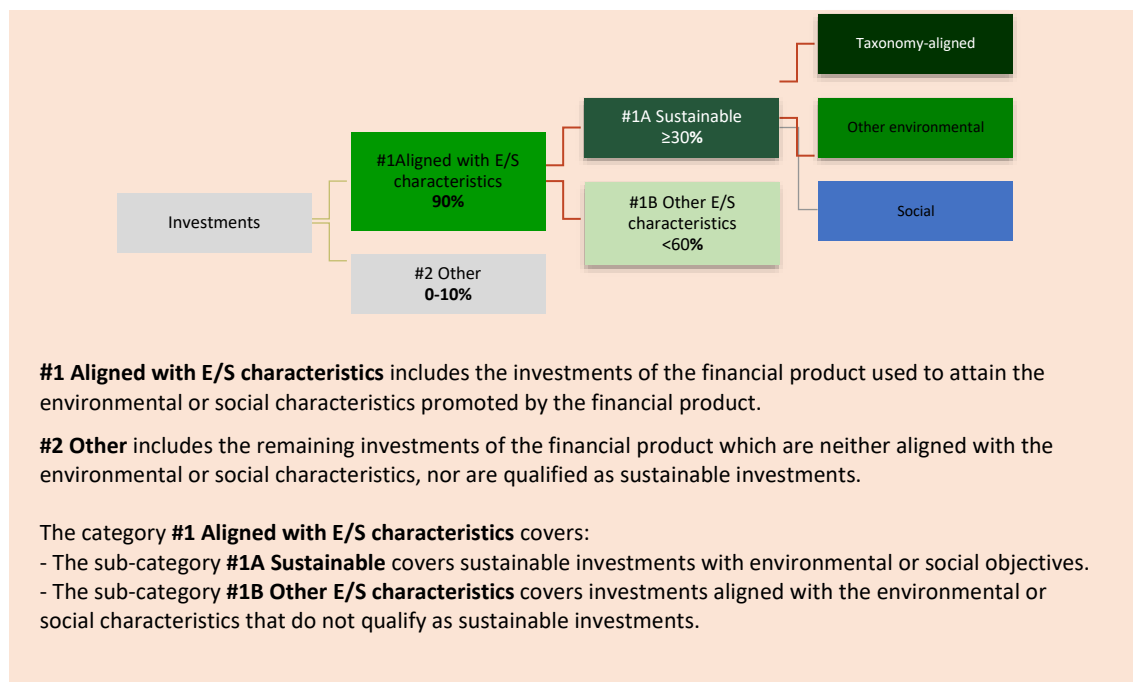 Taxonomy-aligned
#1A Sustainable
≥30%
Other environmental
#1Aligned with E/S
characteristics
90%
#1B Other E/S
characteristics
<60%
Social
Investments
#2 Other
0-10%
#1 Aligned with E/S characteristics includes the investments of the financial product used to attain the
environmental or social characteristics promoted by the financial product.
#2 Other includes the remaining investments of the financial product which are neither aligned with the
environmental or social characteristics, nor are qualified as sustainable investments.
The category #1 Aligned with E/S characteristics covers:
- The sub-category #1A Sustainable covers sustainable investments with environmental or social objectives.
- The sub-category #1B Other E/S characteristics covers investments aligned with the environmental or
social characteristics that do not qualify as sustainable investments.